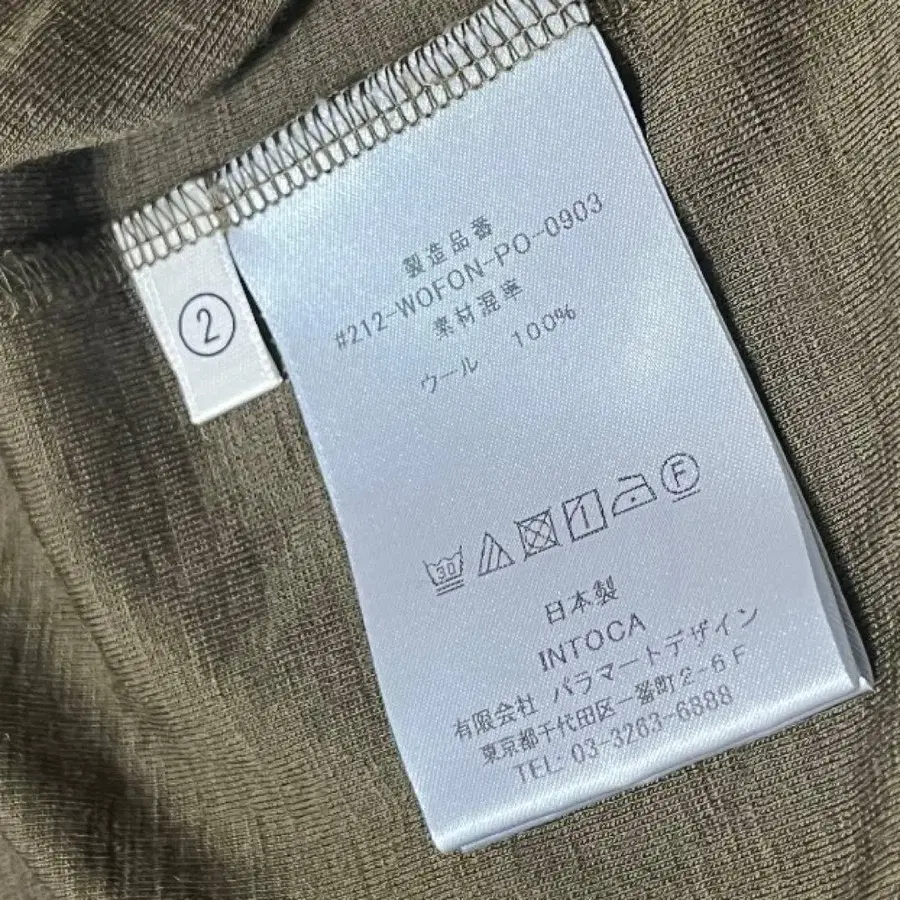 ②
製造品番
#212-WOFON-PO-0903
素材混率
ウール 100%
30
F
日本製
INTOCA
有限会社 パラマートデザイン
東京都千代田区一番町2-6F
TEL: 03-3263-6888